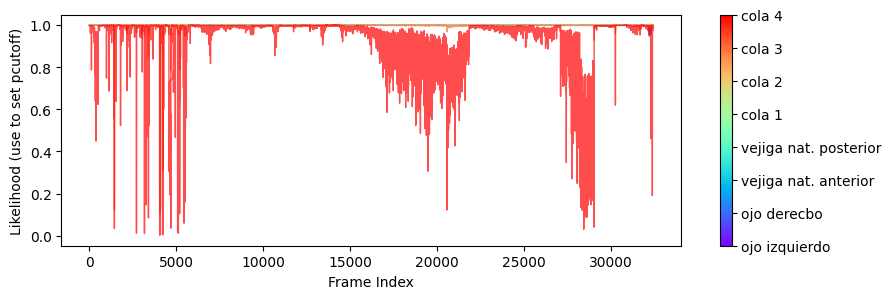 Likelihood (use to set pcutoff)
1.0
0.8
0.6
0.4
0.2
0.0
0
5000
10000
15000
20000
25000
30000
Frame Index
cola 4
cola 3
cola 2
cola 1
vejiga nat. posterior
vejiga nat. anterior
ojo derecbo
ojo izquierdo